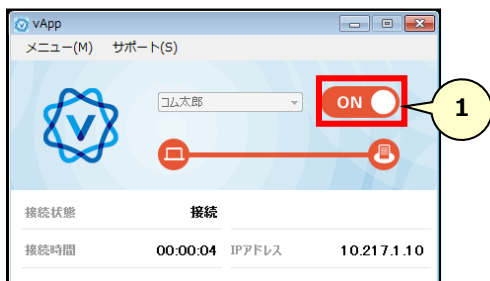 vApp
メニュー(M) サポート(S)
コム太郎
ON
1
接続状態 接続
接続時間 00:00:04 IPアドレス 10.217.1.10